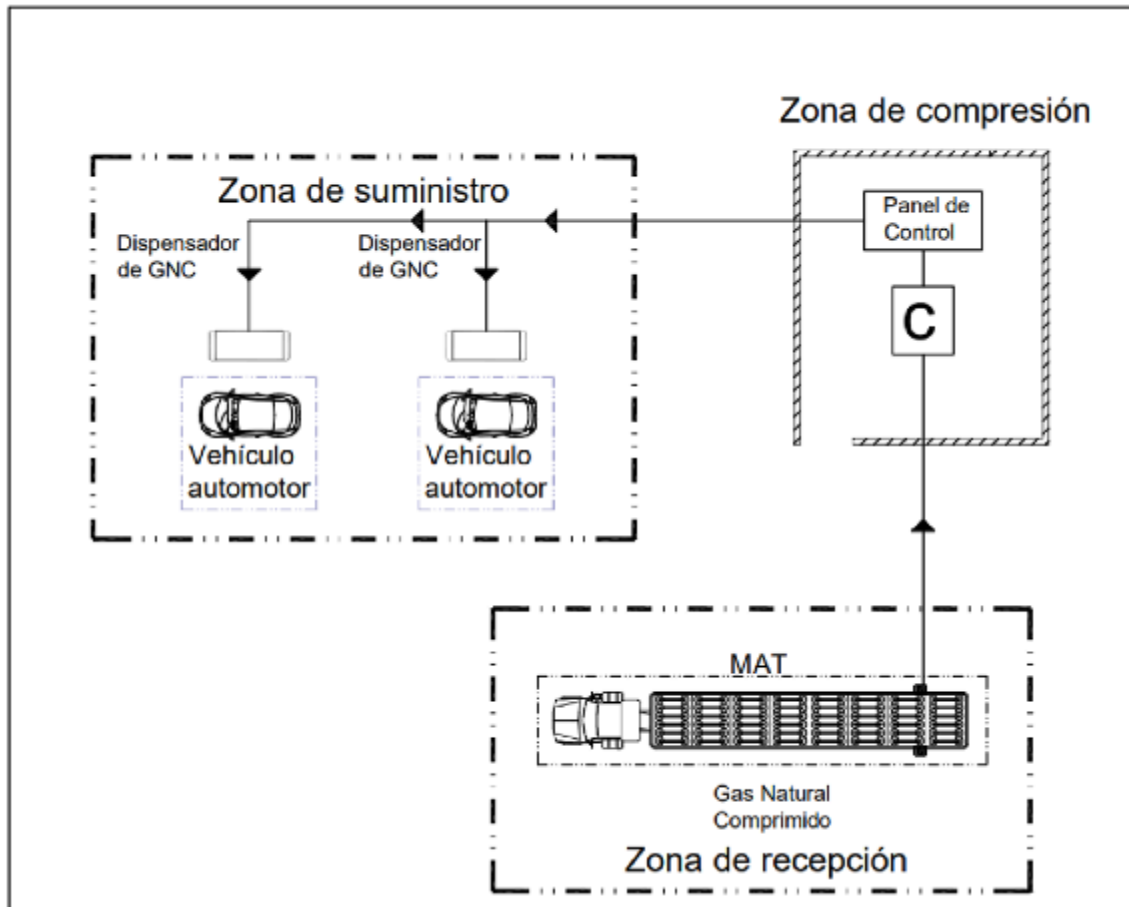 Zona de compresión
Zona de suministro
Panel de
Control
Dispensador
de GNC
Dispensador
de GNC
C
Vehículo
automotor
Vehículo
automotor
MAT
Gas Natural
Comprimido
Zona de recepción